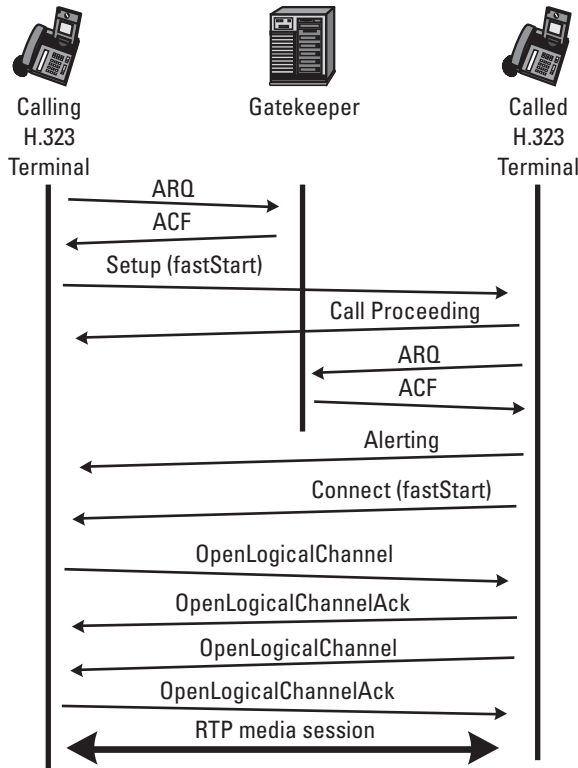 Calling
H.323
Terminal
Gatekeeper
Called
H.323
Terminal
ARQ
ACF
Setup (fastStart)
Call Proceeding
ARQ
ACF
Alerting
Connect (fastStart)
OpenLogicalChannel
OpenLogicalChannelAck
OpenLogicalChannel
OpenLogicalChannelAck
RTP media session